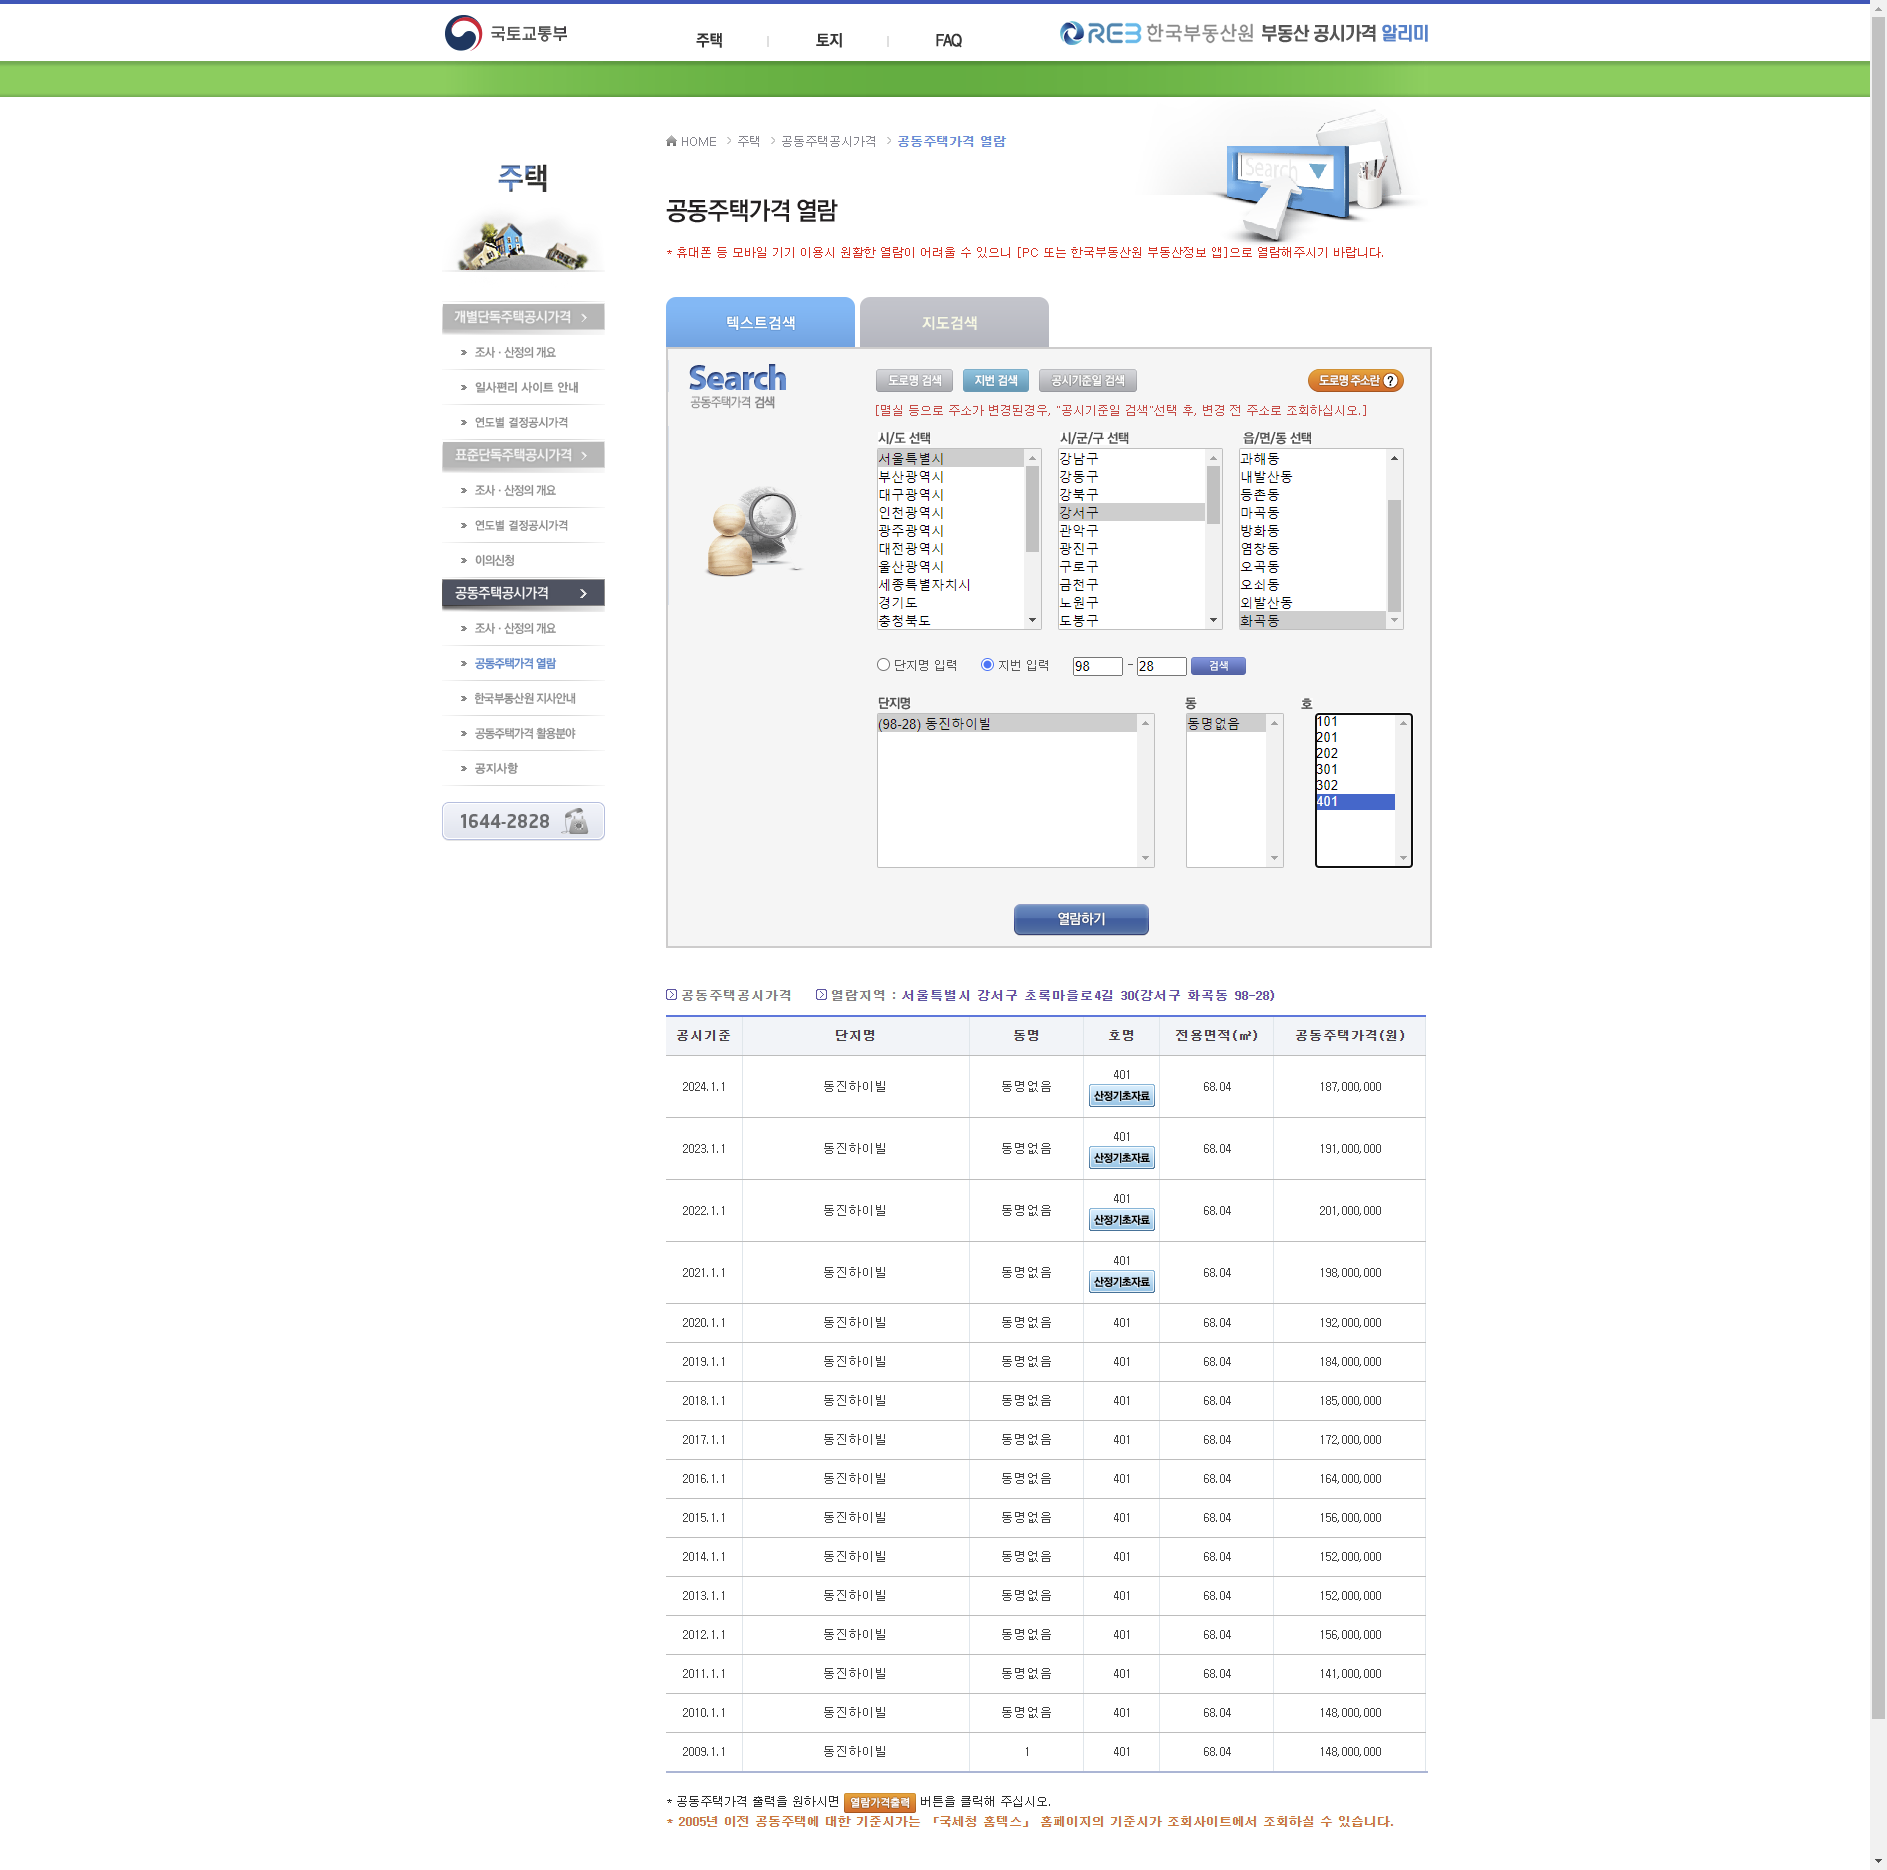 국토교통부
주택
토지
FAQ
REB 한국부동산원 부동산 공시가격 알리미
HOME > 주택 > 공동주택공시가격 > 공동주택가격 열람
주택
공동주택가격 열람
* 휴대폰 등 모바일 기기 이용시 원활한 열람이 어려울 수 있으니 [PC 또는 한국부동산원 부동산정보 앱]으로 열람해주시기 바랍니다.
개별단독주택공시가격
조사 · 산정의 개요
일사편리 사이트 안내
연도별 결정공시가격
표준단독주택공시가격
조사 · 산정의 개요
연도별 결정공시가격
이의신청
공동주택공시가격
조사 · 산정의 개요
공동주택가격 열람
한국부동산원 지사안내
공동주택가격 활용분야
공지사항
1644-2828
텍스트검색
지도검색
Search
공동주택가격 검색
도로명 검색
지번 검색
공시기준일 검색
도로명 주소란 ?
[멸실 등으로 주소가 변경된경우, "공시기준일 검색"선택 후, 변경 전 주소로 조회하십시오.]
시/도 선택
서울특별시
부산광역시
대구광역시
인천광역시
광주광역시
대전광역시
울산광역시
세종특별자치시
경기도
충청북도
시/군/구 선택
강남구
강동구
강북구
강서구
관악구
광진구
구로구
금천구
노원구
도봉구
읍/면/동 선택
과해동
내발산동
등촌동
마곡동
방화동
염창동
오곡동
오쇠동
외발산동
화곡동
단지명 입력
지번 입력
98 - 28
검색
단지명
(98-28) 동진하이빌
동
동명없음
호
101
201
202
301
302
401
열람하기
공동주택공시가격
열람지역 : 서울특별시 강서구 초록마을로4길 30(강서구 화곡동 98-28)
공시기준 단지명 동명 호명 전용면적(㎡) 공동주택가격(원)
2024.1.1 동진하이빌 동명없음 401 산정기초자료 68.04 187,000,000
2023.1.1 동진하이빌 동명없음 401 산정기초자료 68.04 191,000,000
2022.1.1 동진하이빌 동명없음 401 산정기초자료 68.04 201,000,000
2021.1.1 동진하이빌 동명없음 401 산정기초자료 68.04 198,000,000
2020.1.1 동진하이빌 동명없음 401 68.04 192,000,000
2019.1.1 동진하이빌 동명없음 401 68.04 184,000,000
2018.1.1 동진하이빌 동명없음 401 68.04 185,000,000
2017.1.1 동진하이빌 동명없음 401 68.04 172,000,000
2016.1.1 동진하이빌 동명없음 401 68.04 164,000,000
2015.1.1 동진하이빌 동명없음 401 68.04 156,000,000
2014.1.1 동진하이빌 동명없음 401 68.04 152,000,000
2013.1.1 동진하이빌 동명없음 401 68.04 152,000,000
2012.1.1 동진하이빌 동명없음 401 68.04 156,000,000
2011.1.1 동진하이빌 동명없음 401 68.04 141,000,000
2010.1.1 동진하이빌 동명없음 401 68.04 148,000,000
2009.1.1 동진하이빌 1 401 68.04 148,000,000
* 공동주택가격 출력을 원하시면 열람가격출력 버튼을 클릭해 주십시오.
* 2005년 이전 공동주택에 대한 기준시가는 「국세청 홈텍스」 홈페이지의 기준시가 조회사이트에서 조회하실 수 있습니다.
Search